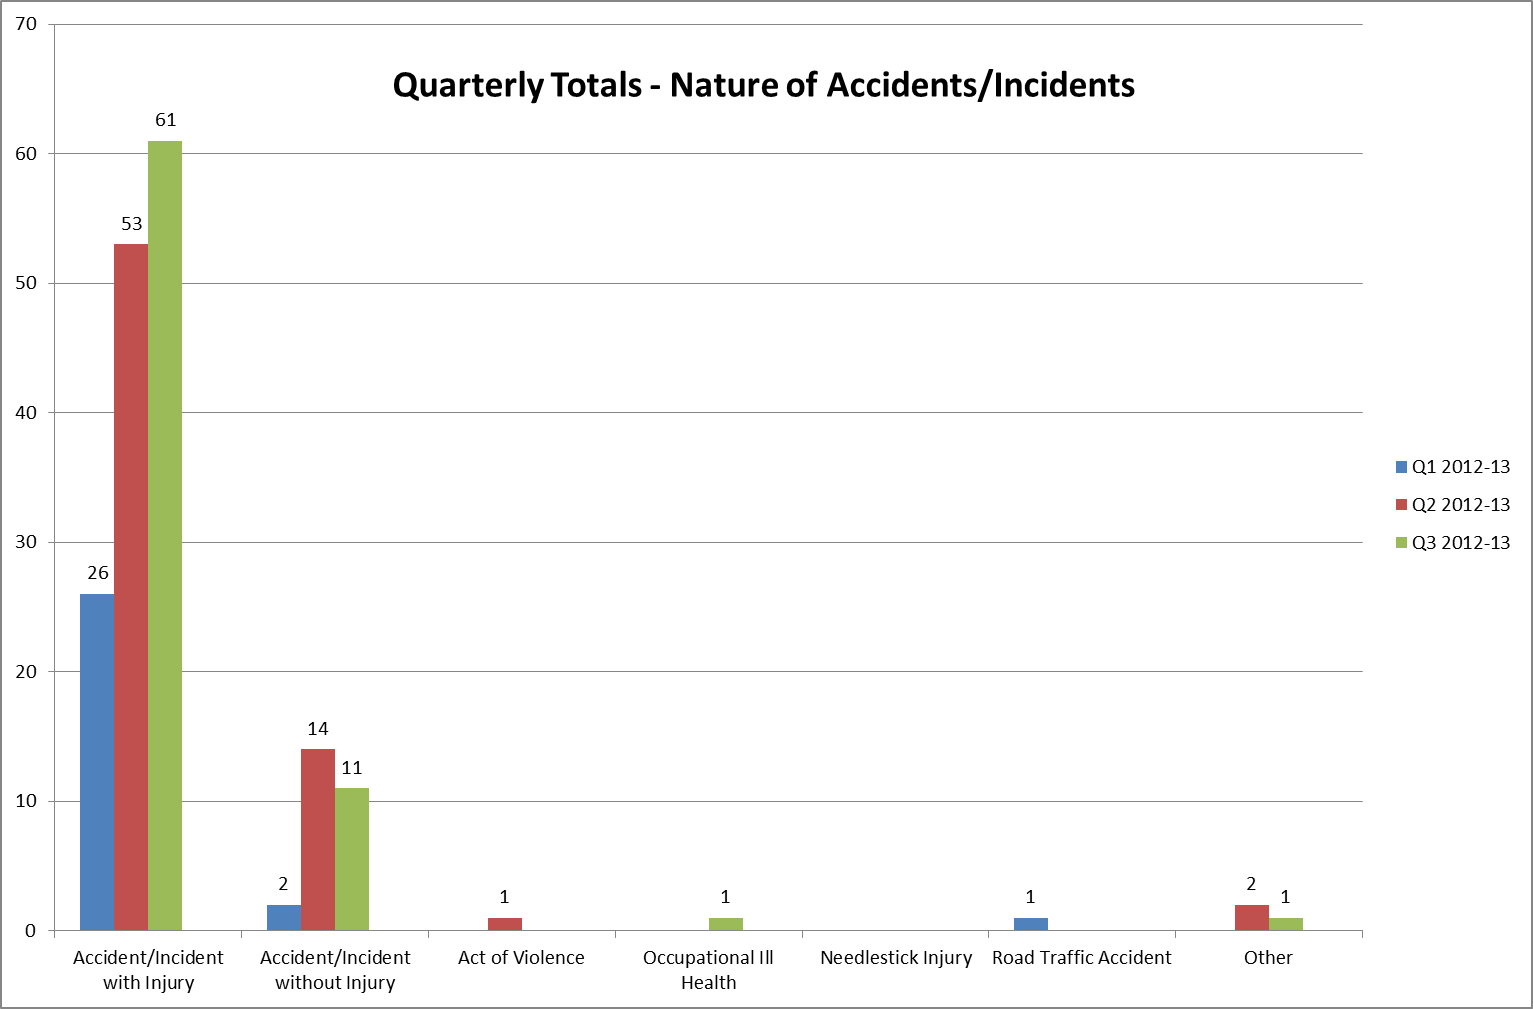 Quarterly Totals - Nature of Accidents/Incidents
70
60
50
40
30
20
10
0
26
53
61
2
14
11
1
1
1
2
1
Accident/Incident
with Injury
Accident/Incident
without Injury
Act of Violence
Occupational Ill
Health
Needlestick Injury
Road Traffic Accident
Other
Q1 2012-13
Q2 2012-13
Q3 2012-13